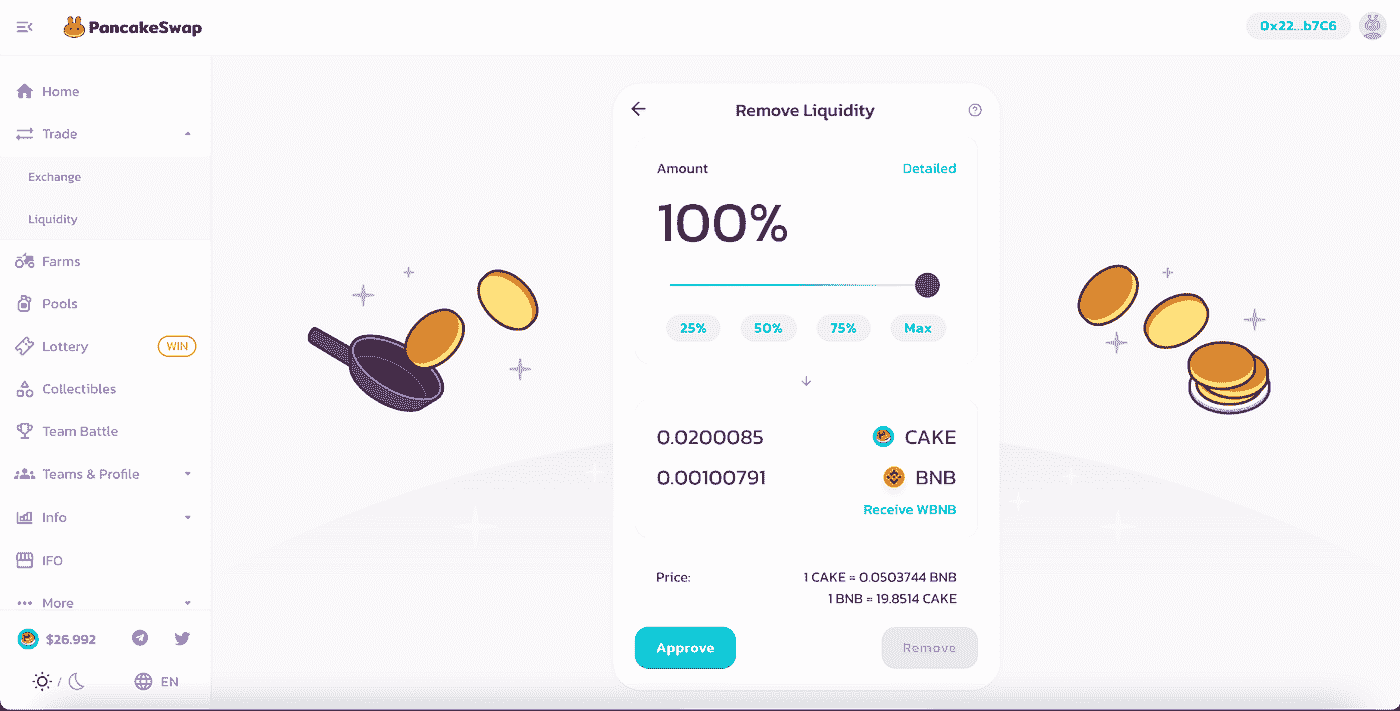 PancakeSwap
0x22...b7C6
Home
Trade
Exchange
Liquidity
Farms
Pools
Lottery WIN
Collectibles
Team Battle
Teams & Profile
Info
IFO
More
$26.992
/ EN
Remove Liquidity
Amount Detailed
100%
25% 50% 75% Max
0.0200085 CAKE
0.00100791 BNB
Receive WBNB
Price: 1 CAKE = 0.0503744 BNB
1 BNB = 19.8514 CAKE
Approve Remove